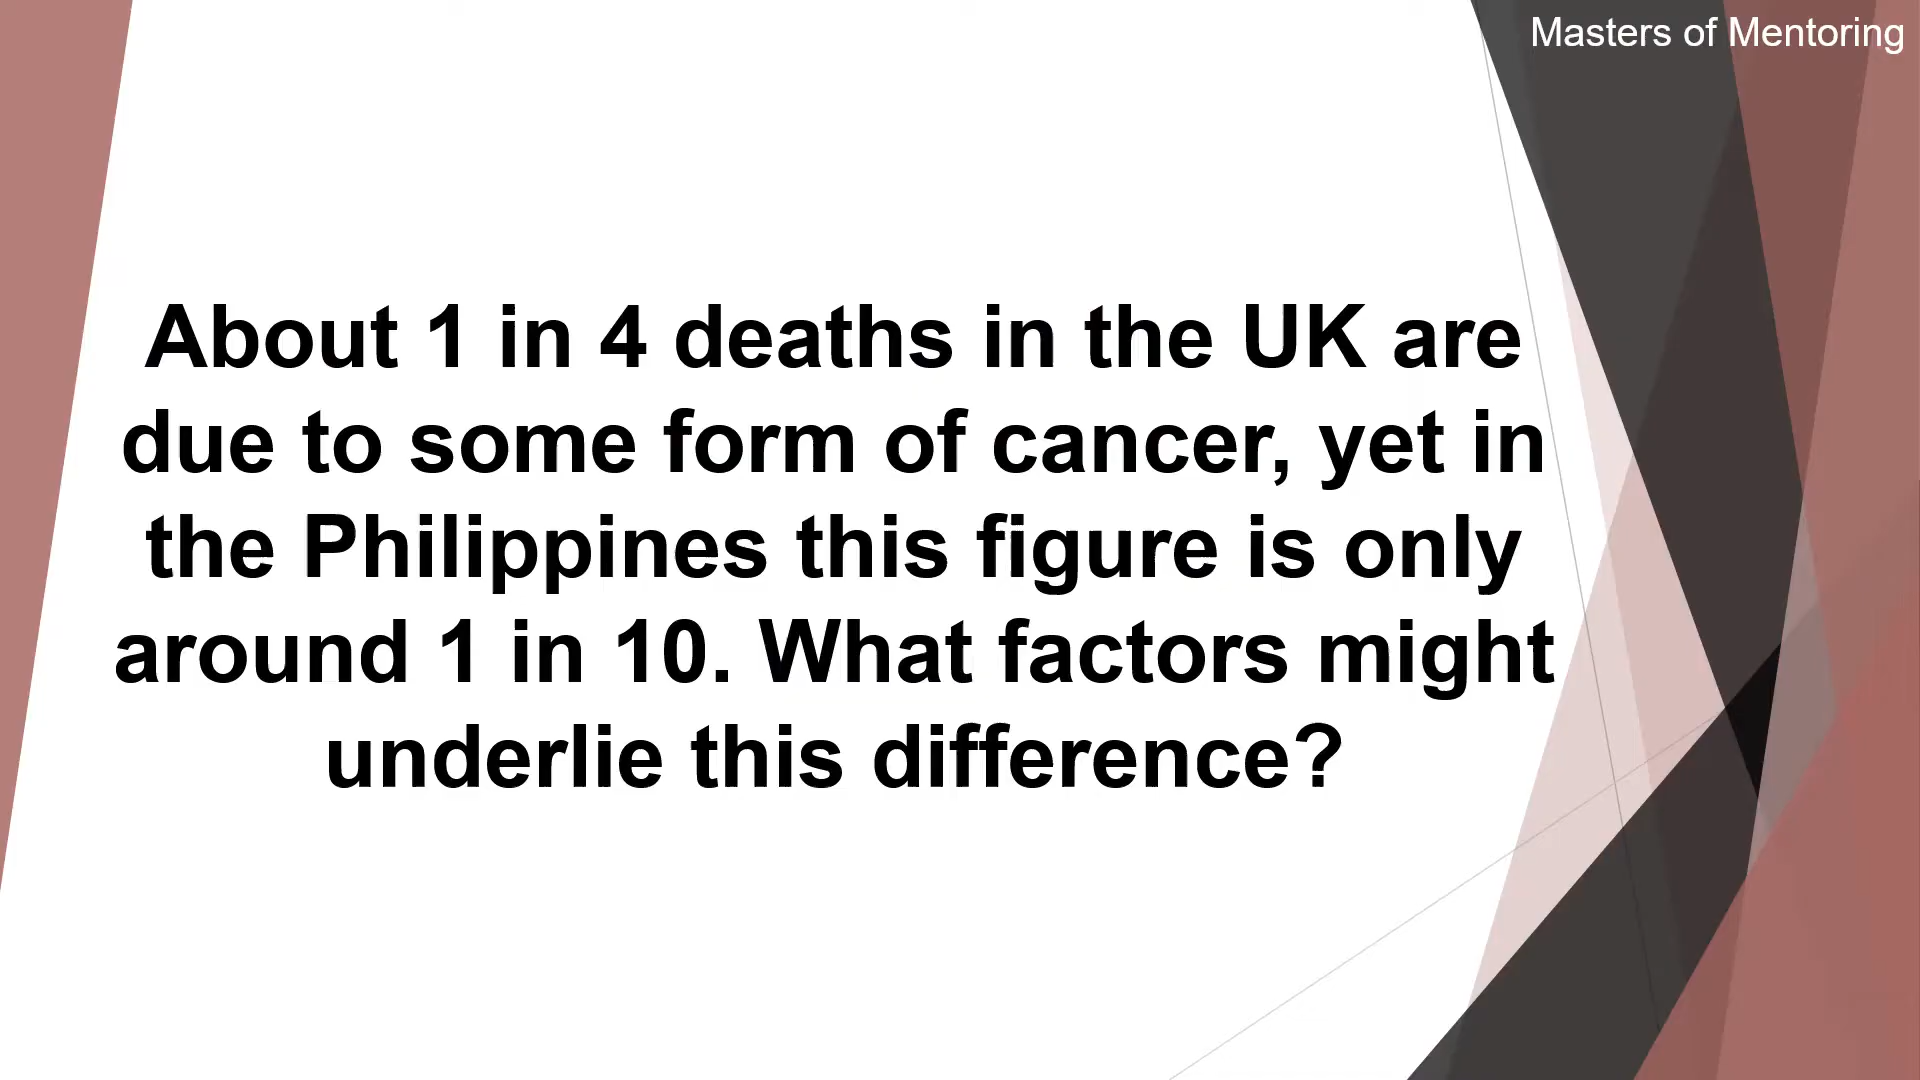 Masters of Mentoring
About 1 in 4 deaths in the UK are
due to some form of cancer, yet in
the Philippines this figure is only
around 1 in 10. What factors might
underlie this difference?